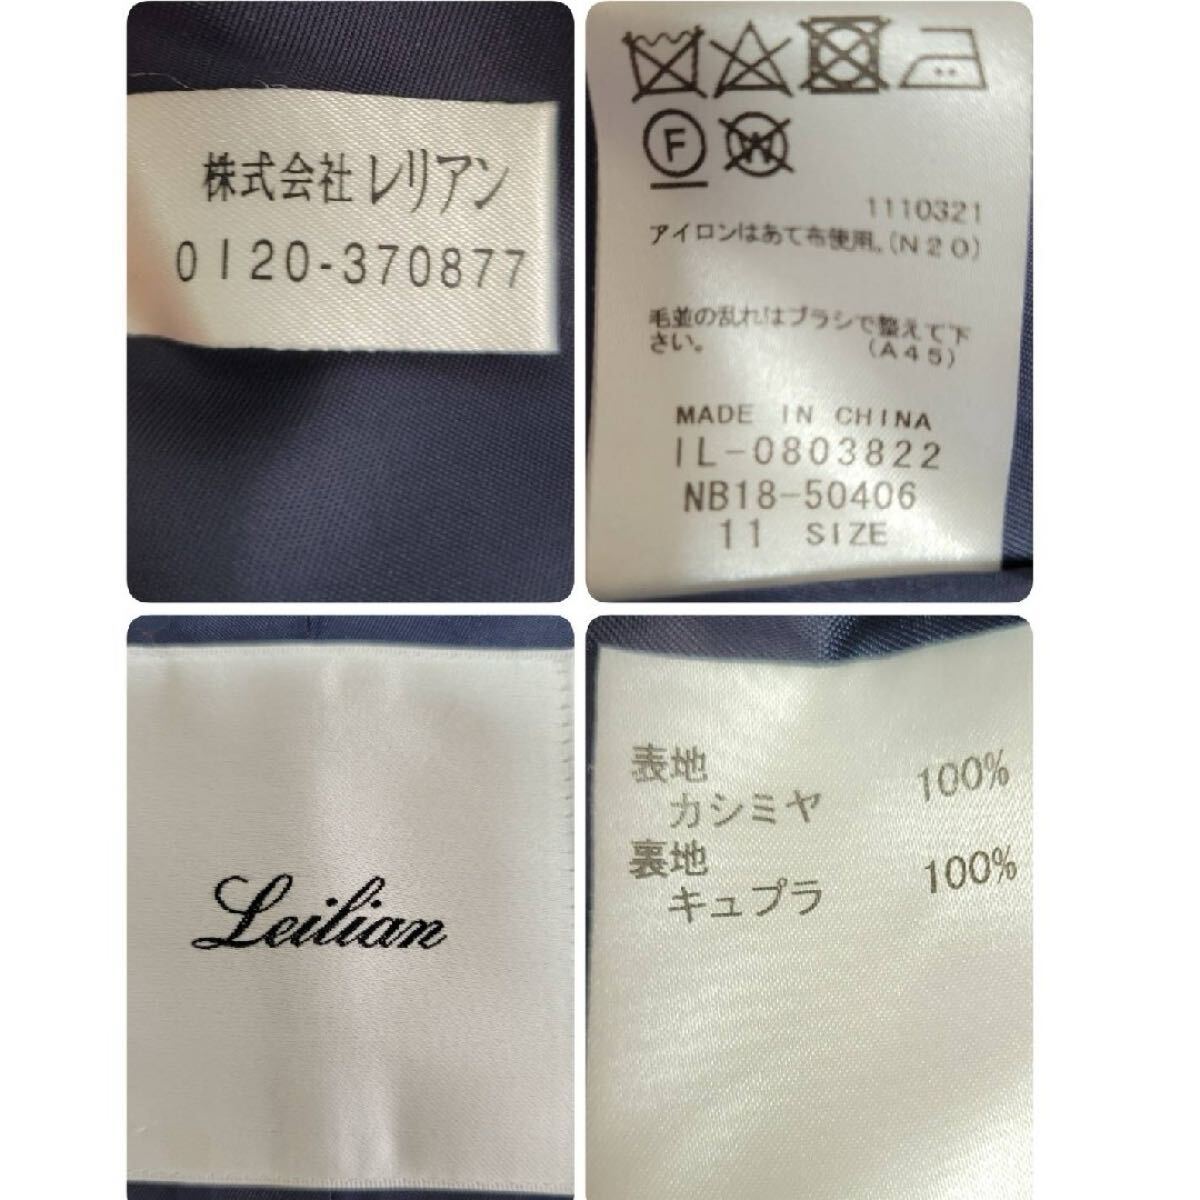 株式会社レリアン
0120-370877
F
W
1110321
アイロンはあて布使用。(N20)
毛並の乱れはブラシで整えて下
さい。 (A45)
MADE IN CHINA
IL-0803822
NB18-50406
11 SIZE
Leilian
表地 100%
カシミヤ
裏地 100%
キュプラ